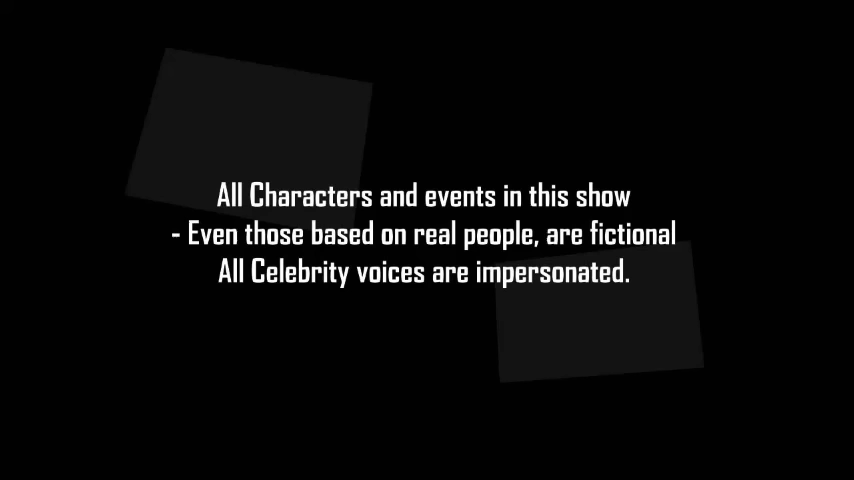 All Characters and events in this show
- Even those based on real people, are fictional
All Celebrity voices are impersonated.